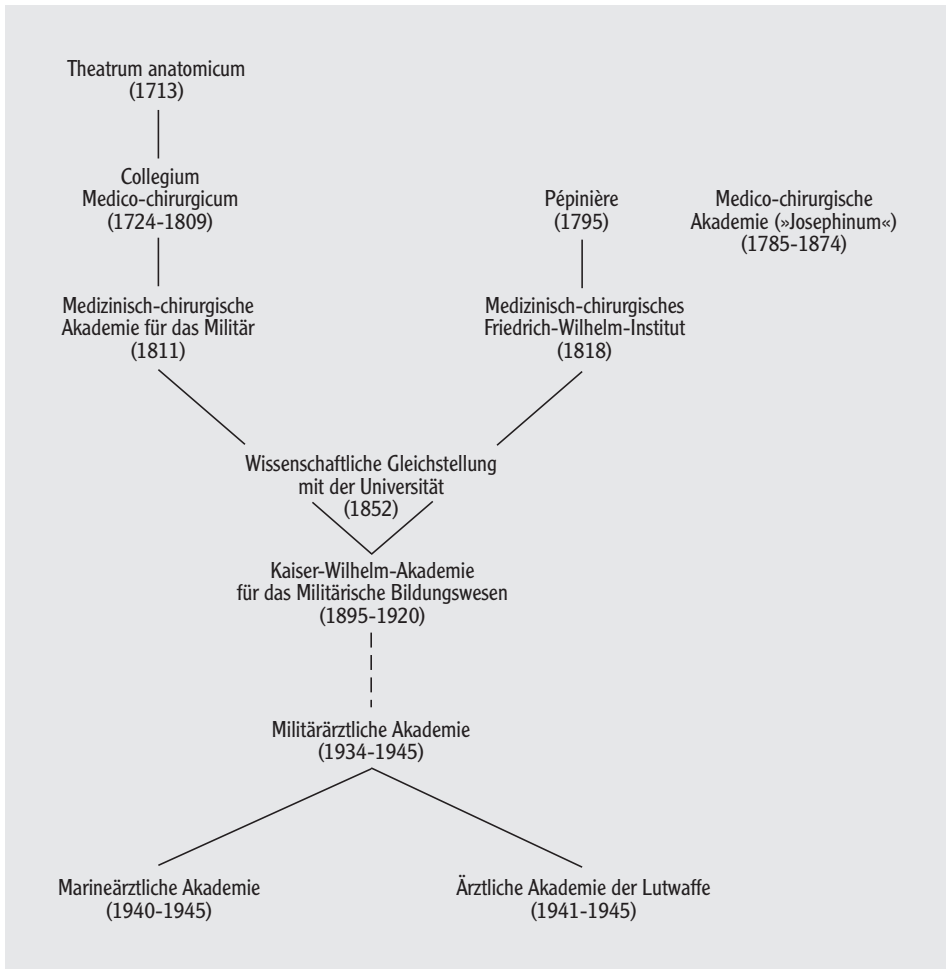 Theatrum anatomicum
(1713)
Collegium
Medico-chirurgicum
(1724-1809)
Pépinière
(1795)
Medico-chirurgische
Akademie (»Josephinum«)
(1785-1874)
Medizinisch-chirurgische
Akademie für das Militär
(1811)
Medizinisch-chirurgisches
Friedrich-Wilhelm-Institut
(1818)
Wissenschaftliche Gleichstellung
mit der Universität
(1852)
Kaiser-Wilhelm-Akademie
für das Militärische Bildungswesen
(1895-1920)
Militärärztliche Akademie
(1934-1945)
Marineärztliche Akademie
(1940-1945)
Ärztliche Akademie der Lutwaffe
(1941-1945)